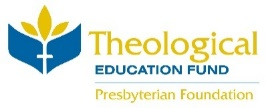 Theological
EDUCATION FUND
Presbyterian Foundation